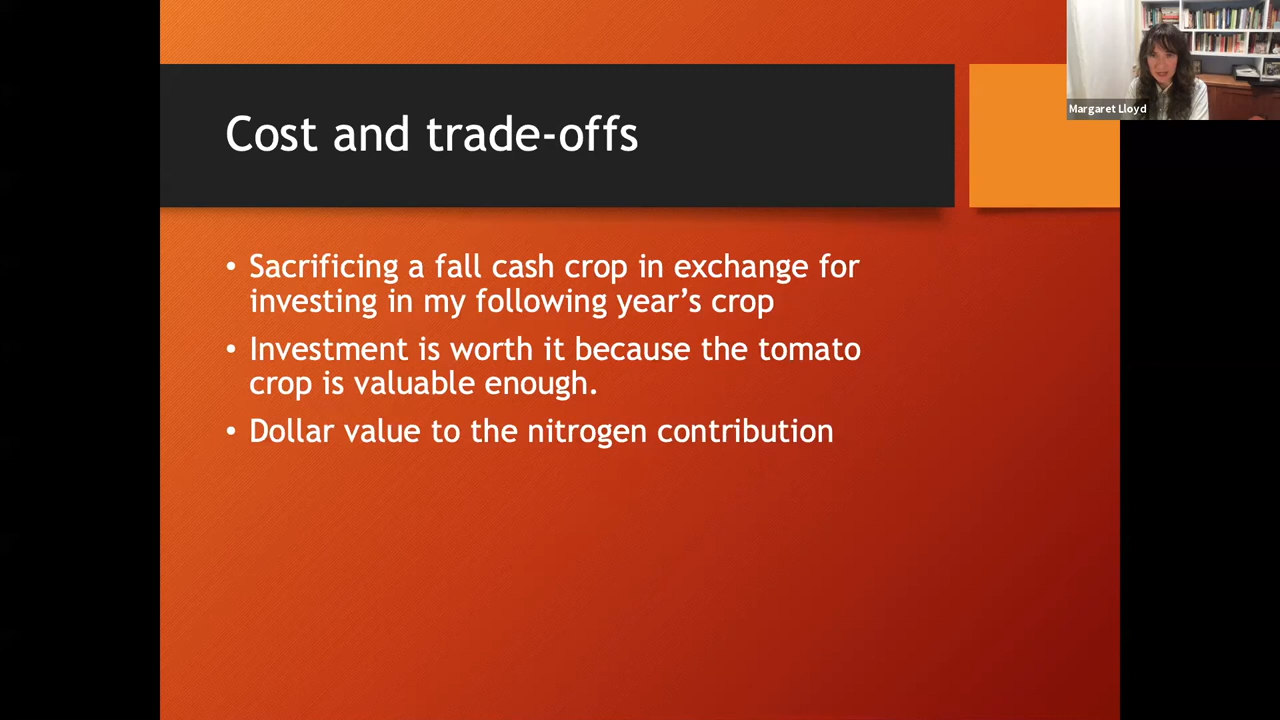 Margaret Lloyd
Cost and trade-offs
• Sacrificing a fall cash crop in exchange for
investing in my following year’s crop
• Investment is worth it because the tomato
crop is valuable enough.
• Dollar value to the nitrogen contribution